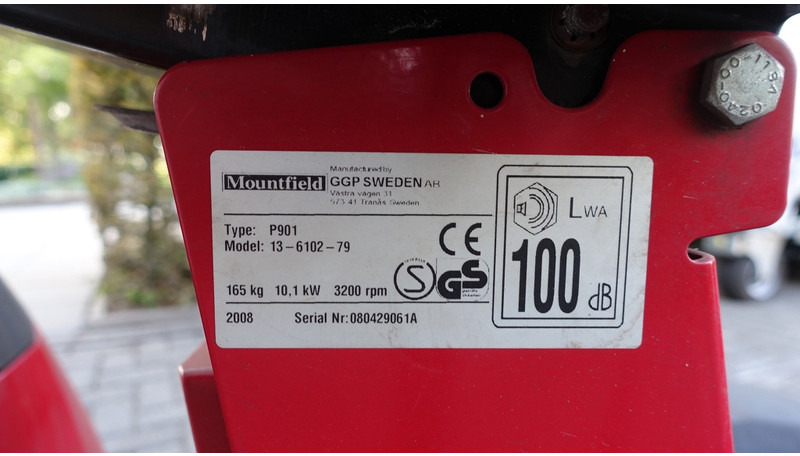 Mountfield
Manufactured by
GGP SWEDEN AB
Västra vägen 31
573 41 Tranås Sweden
Type: P901
Model: 13-6102-79
CE
S
GS
165 kg 10,1 kW 3200 rpm
2008 Serial Nr:080429061A
LWA
100 dB